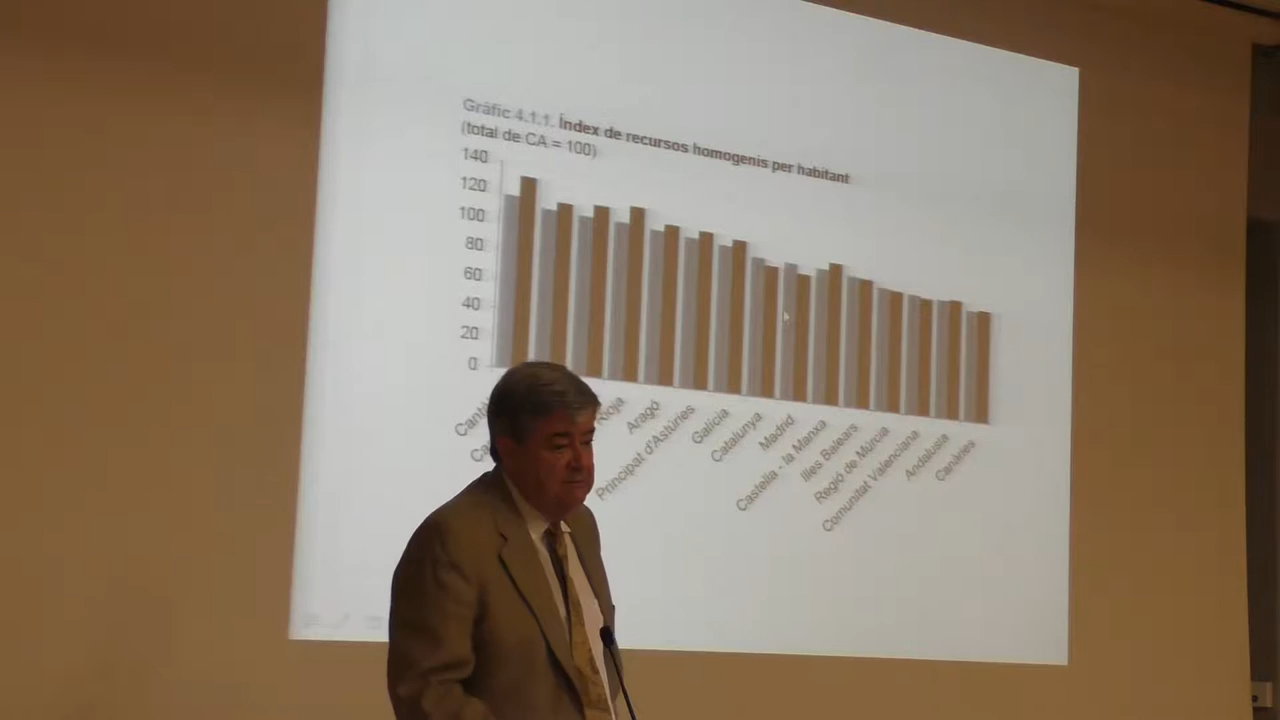 Gràfic 4.1.1. Índex de recursos homogenis per habitant
(total de CA = 100)
140
120
100
80
60
40
20
0
Rioja
Aragó
Principat d'Astúries
Galícia
Catalunya
Madrid
Castella - la Manxa
Illes Balears
Regió de Múrcia
Comunitat Valenciana
Andalusia
Canàries